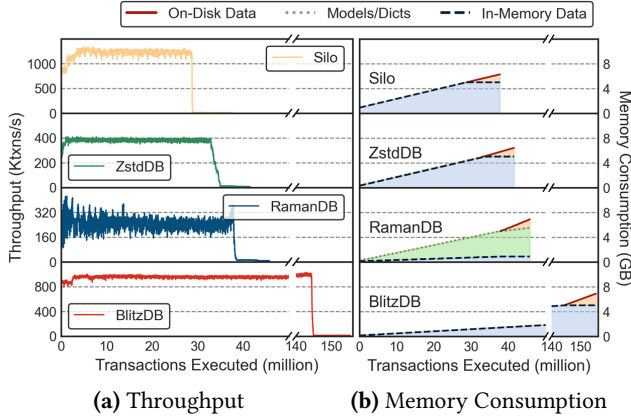 On-Disk Data Models/Dicts In-Memory Data
Throughput (Ktxns/s)
1000
500
0
Silo
400
200
0
ZstdDB
320
160
0
RamanDB
800
400
0
BlitzDB
0 10 20 30 40 140 150
Transactions Executed (million)
Silo
8
4
0
ZstdDB
8
4
0
RamanDB
8
4
0
BlitzDB
8
4
0
0 10 20 30 40 140 150
Transactions Executed (million)
Memory Consumption (GB)
(a) Throughput (b) Memory Consumption